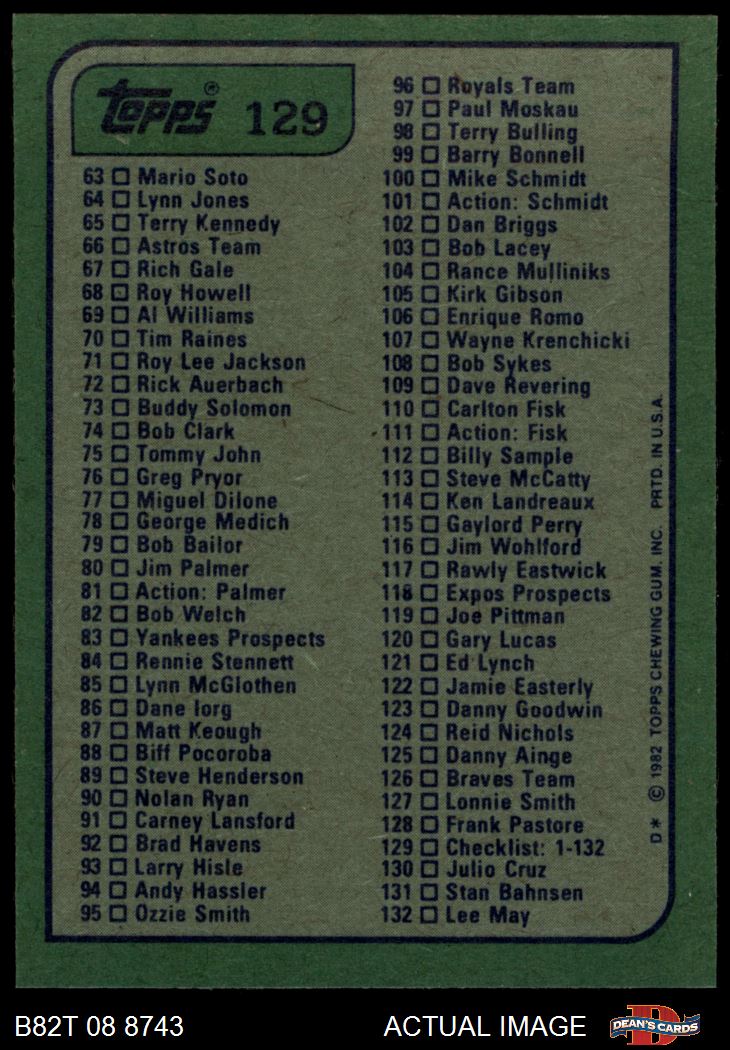 Topps® 129
63 ☐ Mario Soto
64 ☐ Lynn Jones
65 ☐ Terry Kennedy
66 ☐ Astros Team
67 ☐ Rich Gale
68 ☐ Roy Howell
69 ☐ Al Williams
70 ☐ Tim Raines
71 ☐ Roy Lee Jackson
72 ☐ Rick Auerbach
73 ☐ Buddy Solomon
74 ☐ Bob Clark
75 ☐ Tommy John
76 ☐ Greg Pryor
77 ☐ Miguel Dilone
78 ☐ George Medich
79 ☐ Bob Bailor
80 ☐ Jim Palmer
81 ☐ Action: Palmer
82 ☐ Bob Welch
83 ☐ Yankees Prospects
84 ☐ Rennie Stennett
85 ☐ Lynn McGlothen
86 ☐ Dane Iorg
87 ☐ Matt Keough
88 ☐ Biff Pocoroba
89 ☐ Steve Henderson
90 ☐ Nolan Ryan
91 ☐ Carney Lansford
92 ☐ Brad Havens
93 ☐ Larry Hisle
94 ☐ Andy Hassler
95 ☐ Ozzie Smith
96 ☐ Royals Team
97 ☐ Paul Moskau
98 ☐ Terry Bulling
99 ☐ Barry Bonnell
100 ☐ Mike Schmidt
101 ☐ Action: Schmidt
102 ☐ Dan Briggs
103 ☐ Bob Lacey
104 ☐ Rance Mulliniks
105 ☐ Kirk Gibson
106 ☐ Enrique Romo
107 ☐ Wayne Krenchicki
108 ☐ Bob Sykes
109 ☐ Dave Revering
110 ☐ Carlton Fisk
111 ☐ Action: Fisk
112 ☐ Billy Sample
113 ☐ Steve McCatty
114 ☐ Ken Landreaux
115 ☐ Gaylord Perry
116 ☐ Jim Wohlford
117 ☐ Rawly Eastwick
118 ☐ Expos Prospects
119 ☐ Joe Pittman
120 ☐ Gary Lucas
121 ☐ Ed Lynch
122 ☐ Jamie Easterly
123 ☐ Danny Goodwin
124 ☐ Reid Nichols
125 ☐ Danny Ainge
126 ☐ Braves Team
127 ☐ Lonnie Smith
128 ☐ Frank Pastore
129 ☐ Checklist: 1-132
130 ☐ Julio Cruz
131 ☐ Stan Bahnsen
132 ☐ Lee May
D* © 1982 TOPPS CHEWING GUM, INC. PRTD. IN U.S.A.
B82T 08 8743 ACTUAL IMAGE
D
DEAN'S CARDS